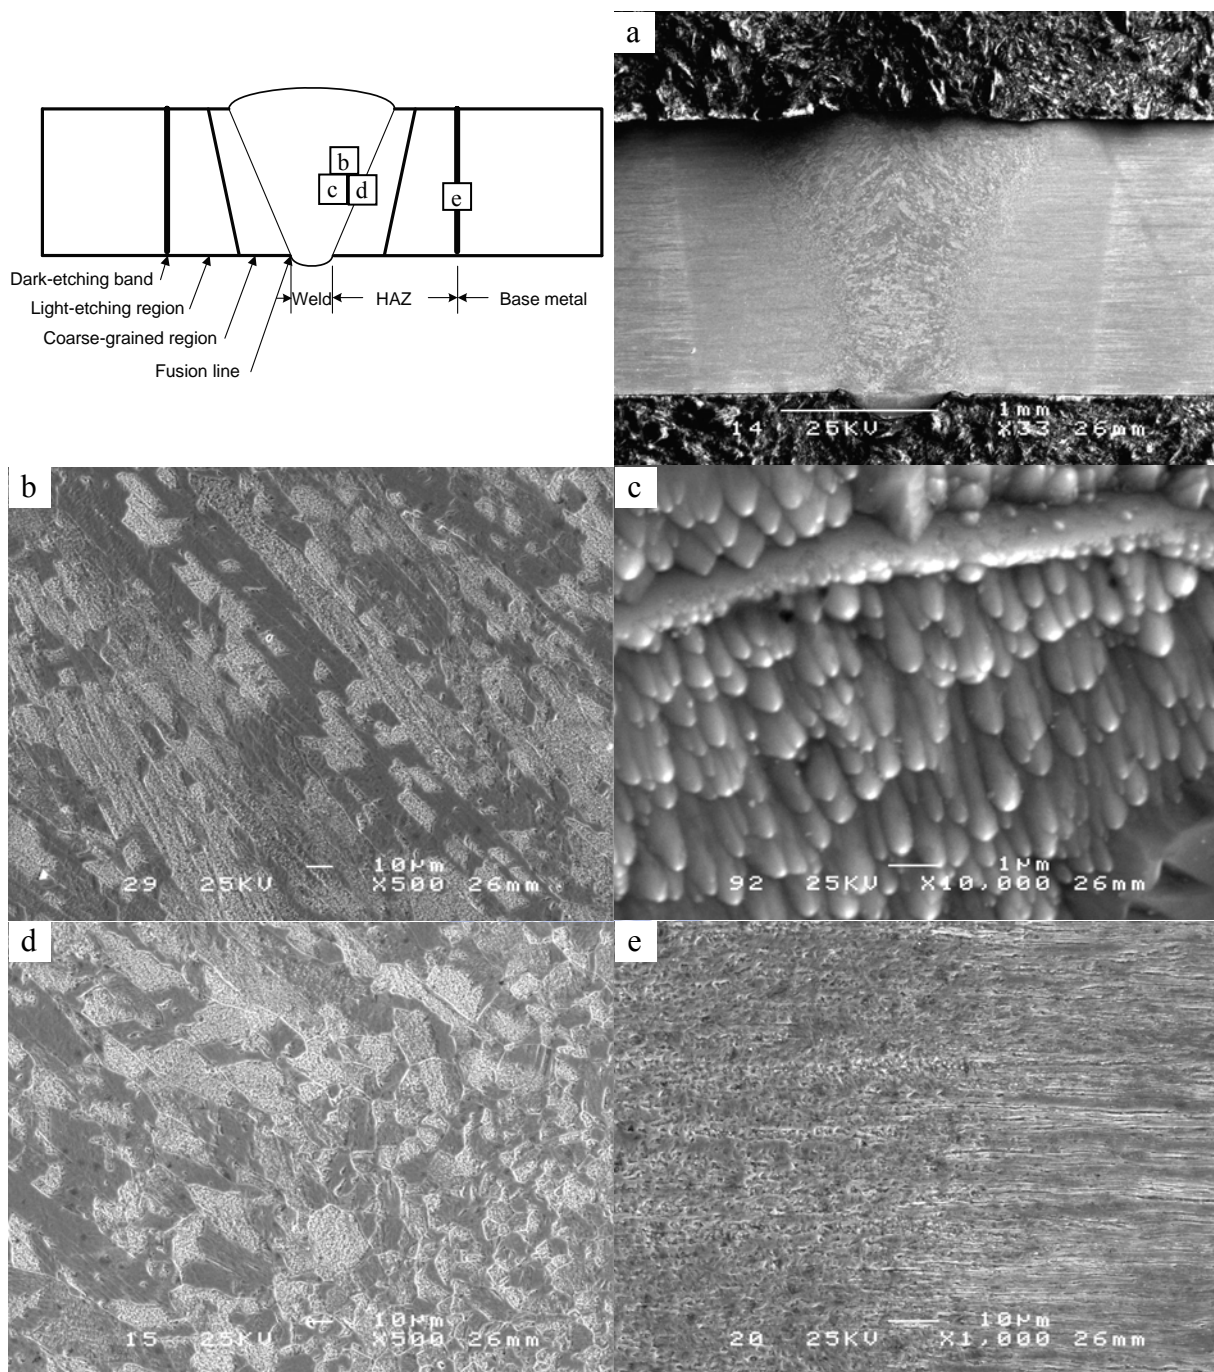 a
b
c
d
e
Dark-etching band
Weld
HAZ
Base metal
Light-etching region
Coarse-grained region
Fusion line
1mm
14 25KV X33 26mm
b
10µm
29 25KV X500 26mm
c
1µm
92 25KV X10,000 26mm
d
10µm
15 25KV X500 26mm
e
10µm
20 25KV X1,000 26mm